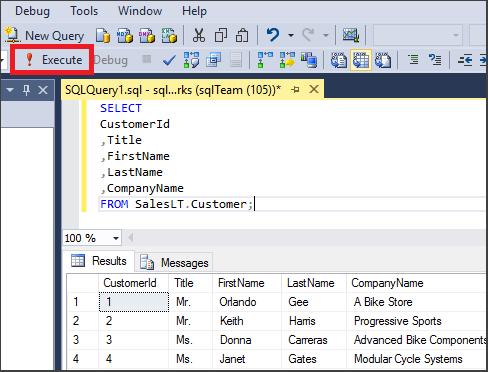 Debug Tools Window Help
New Query
Execute Debug
SQLQuery1.sql - sql...rks (sqlTeam (105))*
SELECT
CustomerId
,Title
,FirstName
,LastName
,CompanyName
FROM SalesLT.Customer;
100 %
Results Messages
CustomerId Title FirstName LastName CompanyName
1 1 Mr. Orlando Gee A Bike Store
2 2 Mr. Keith Harris Progressive Sports
3 3 Ms. Donna Carreras Advanced Bike Components
4 4 Ms. Janet Gates Modular Cycle Systems